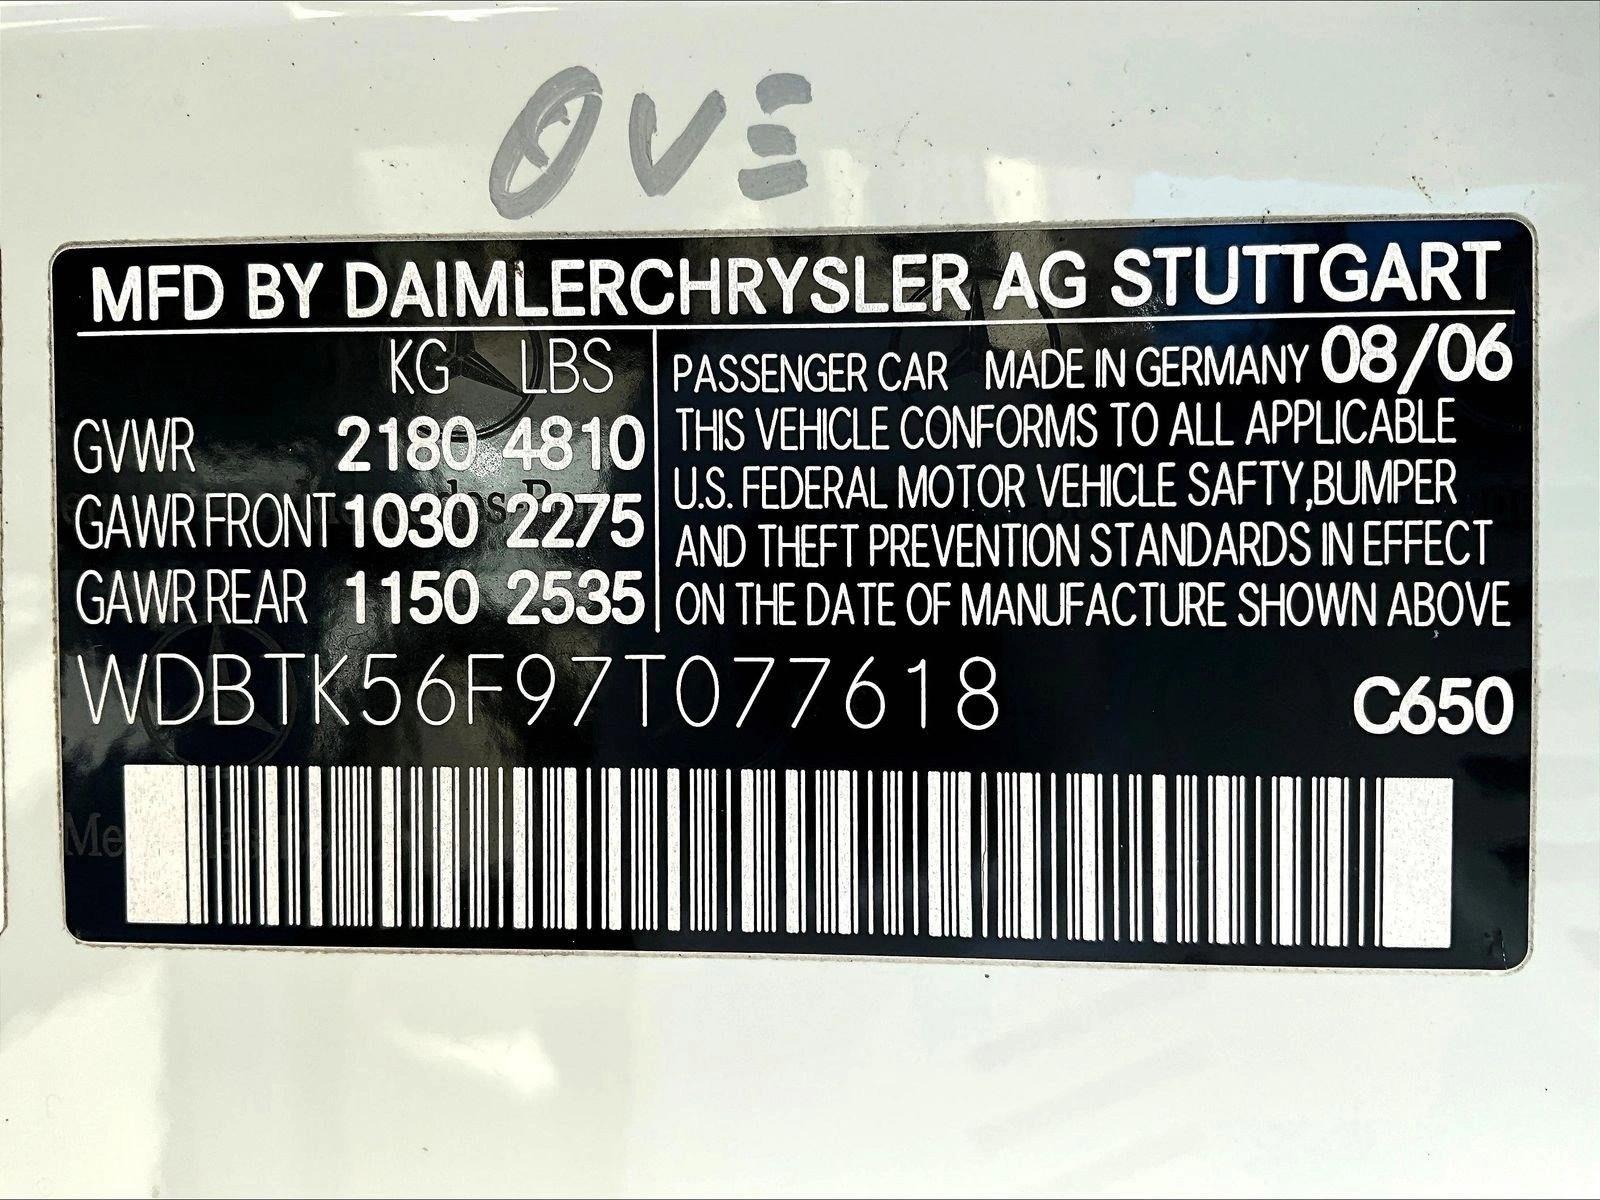 OVE
MFD BY DAIMLERCHRYSLER AG STUTTGART
KG LBS
GVWR 2180 4810
GAWR FRONT 1030 2275
GAWR REAR 1150 2535
PASSENGER CAR MADE IN GERMANY 08/06
THIS VEHICLE CONFORMS TO ALL APPLICABLE
U.S. FEDERAL MOTOR VEHICLE SAFTY,BUMPER
AND THEFT PREVENTION STANDARDS IN EFFECT
ON THE DATE OF MANUFACTURE SHOWN ABOVE
WDBTK56F97T077618
C650